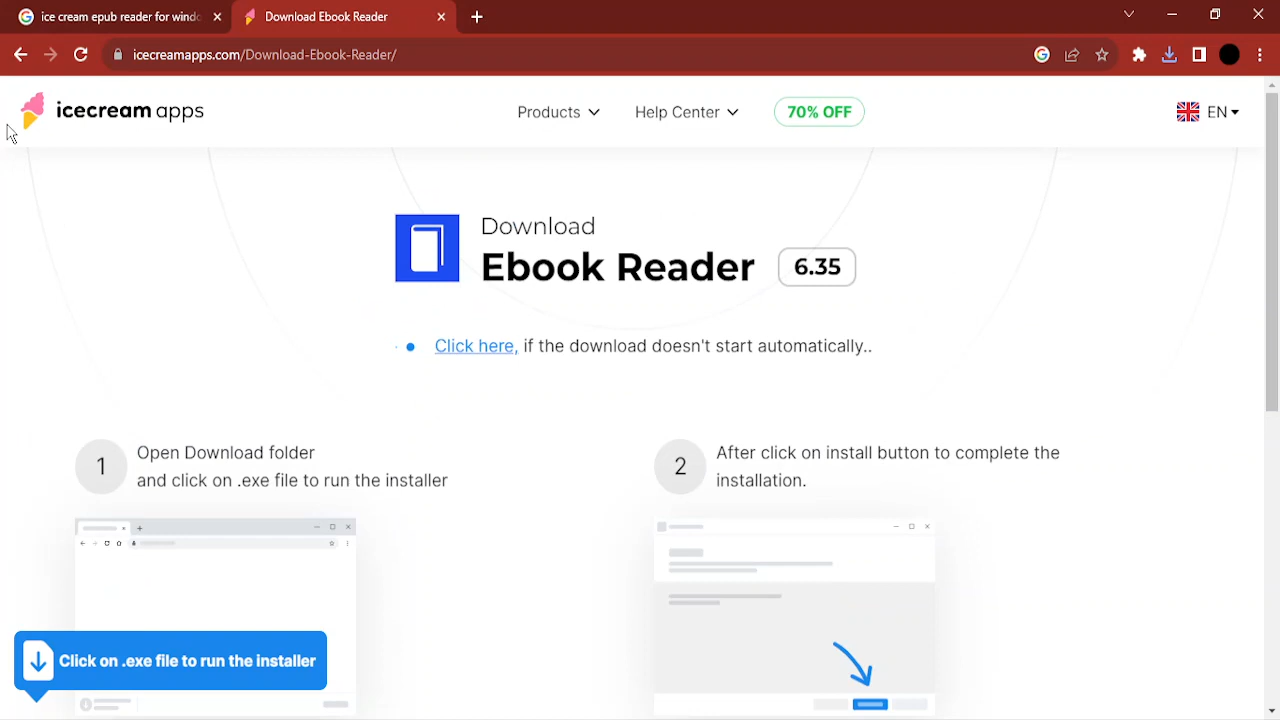 ice cream epub reader for windo
Download Ebook Reader
icecreamapps.com/Download-Ebook-Reader/
icecream apps
Products
Help Center
70% OFF
EN
Download
Ebook Reader
6.35
Click here, if the download doesn't start automatically..
1
Open Download folder
and click on .exe file to run the installer
2
After click on install button to complete the
installation.
Click on .exe file to run the installer